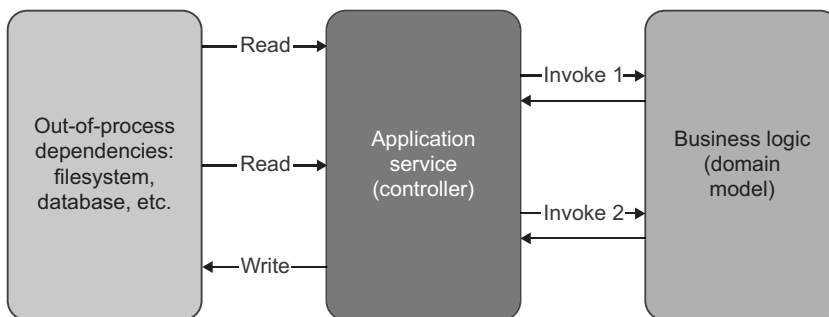 Out-of-process
dependencies:
filesystem,
database, etc.
Read
Read
Write
Application
service
(controller)
Invoke 1
Invoke 2
Business logic
(domain
model)